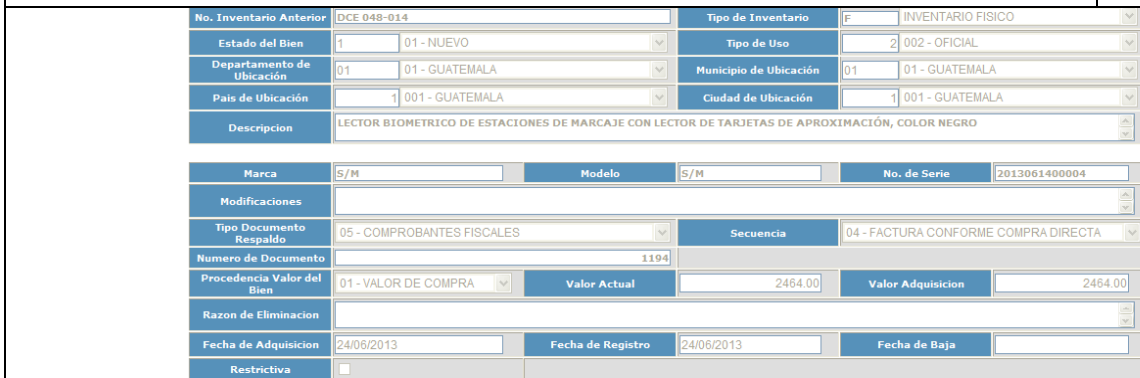 No. Inventario Anterior DCE 048-014 Tipo de Inventario F INVENTARIO FISICO
Estado del Bien 1 01 - NUEVO Tipo de Uso 2 002 - OFICIAL
Departamento de Ubicación 01 01 - GUATEMALA Municipio de Ubicación 01 01 - GUATEMALA
Pais de Ubicación 1 001 - GUATEMALA Ciudad de Ubicación 1 001 - GUATEMALA
Descripcion LECTOR BIOMETRICO DE ESTACIONES DE MARCAJE CON LECTOR DE TARJETAS DE APROXIMACIÓN, COLOR NEGRO
Marca S/M Modelo S/M No. de Serie 2013061400004
Modificaciones
Tipo Documento Respaldo 05 - COMPROBANTES FISCALES Secuencia 04 - FACTURA CONFORME COMPRA DIRECTA
Numero de Documento 1194
Procedencia Valor del Bien 01 - VALOR DE COMPRA Valor Actual 2464.00 Valor Adquisicion 2464.00
Razon de Eliminacion
Fecha de Adquisicion 24/06/2013 Fecha de Registro 24/06/2013 Fecha de Baja
Restrictiva